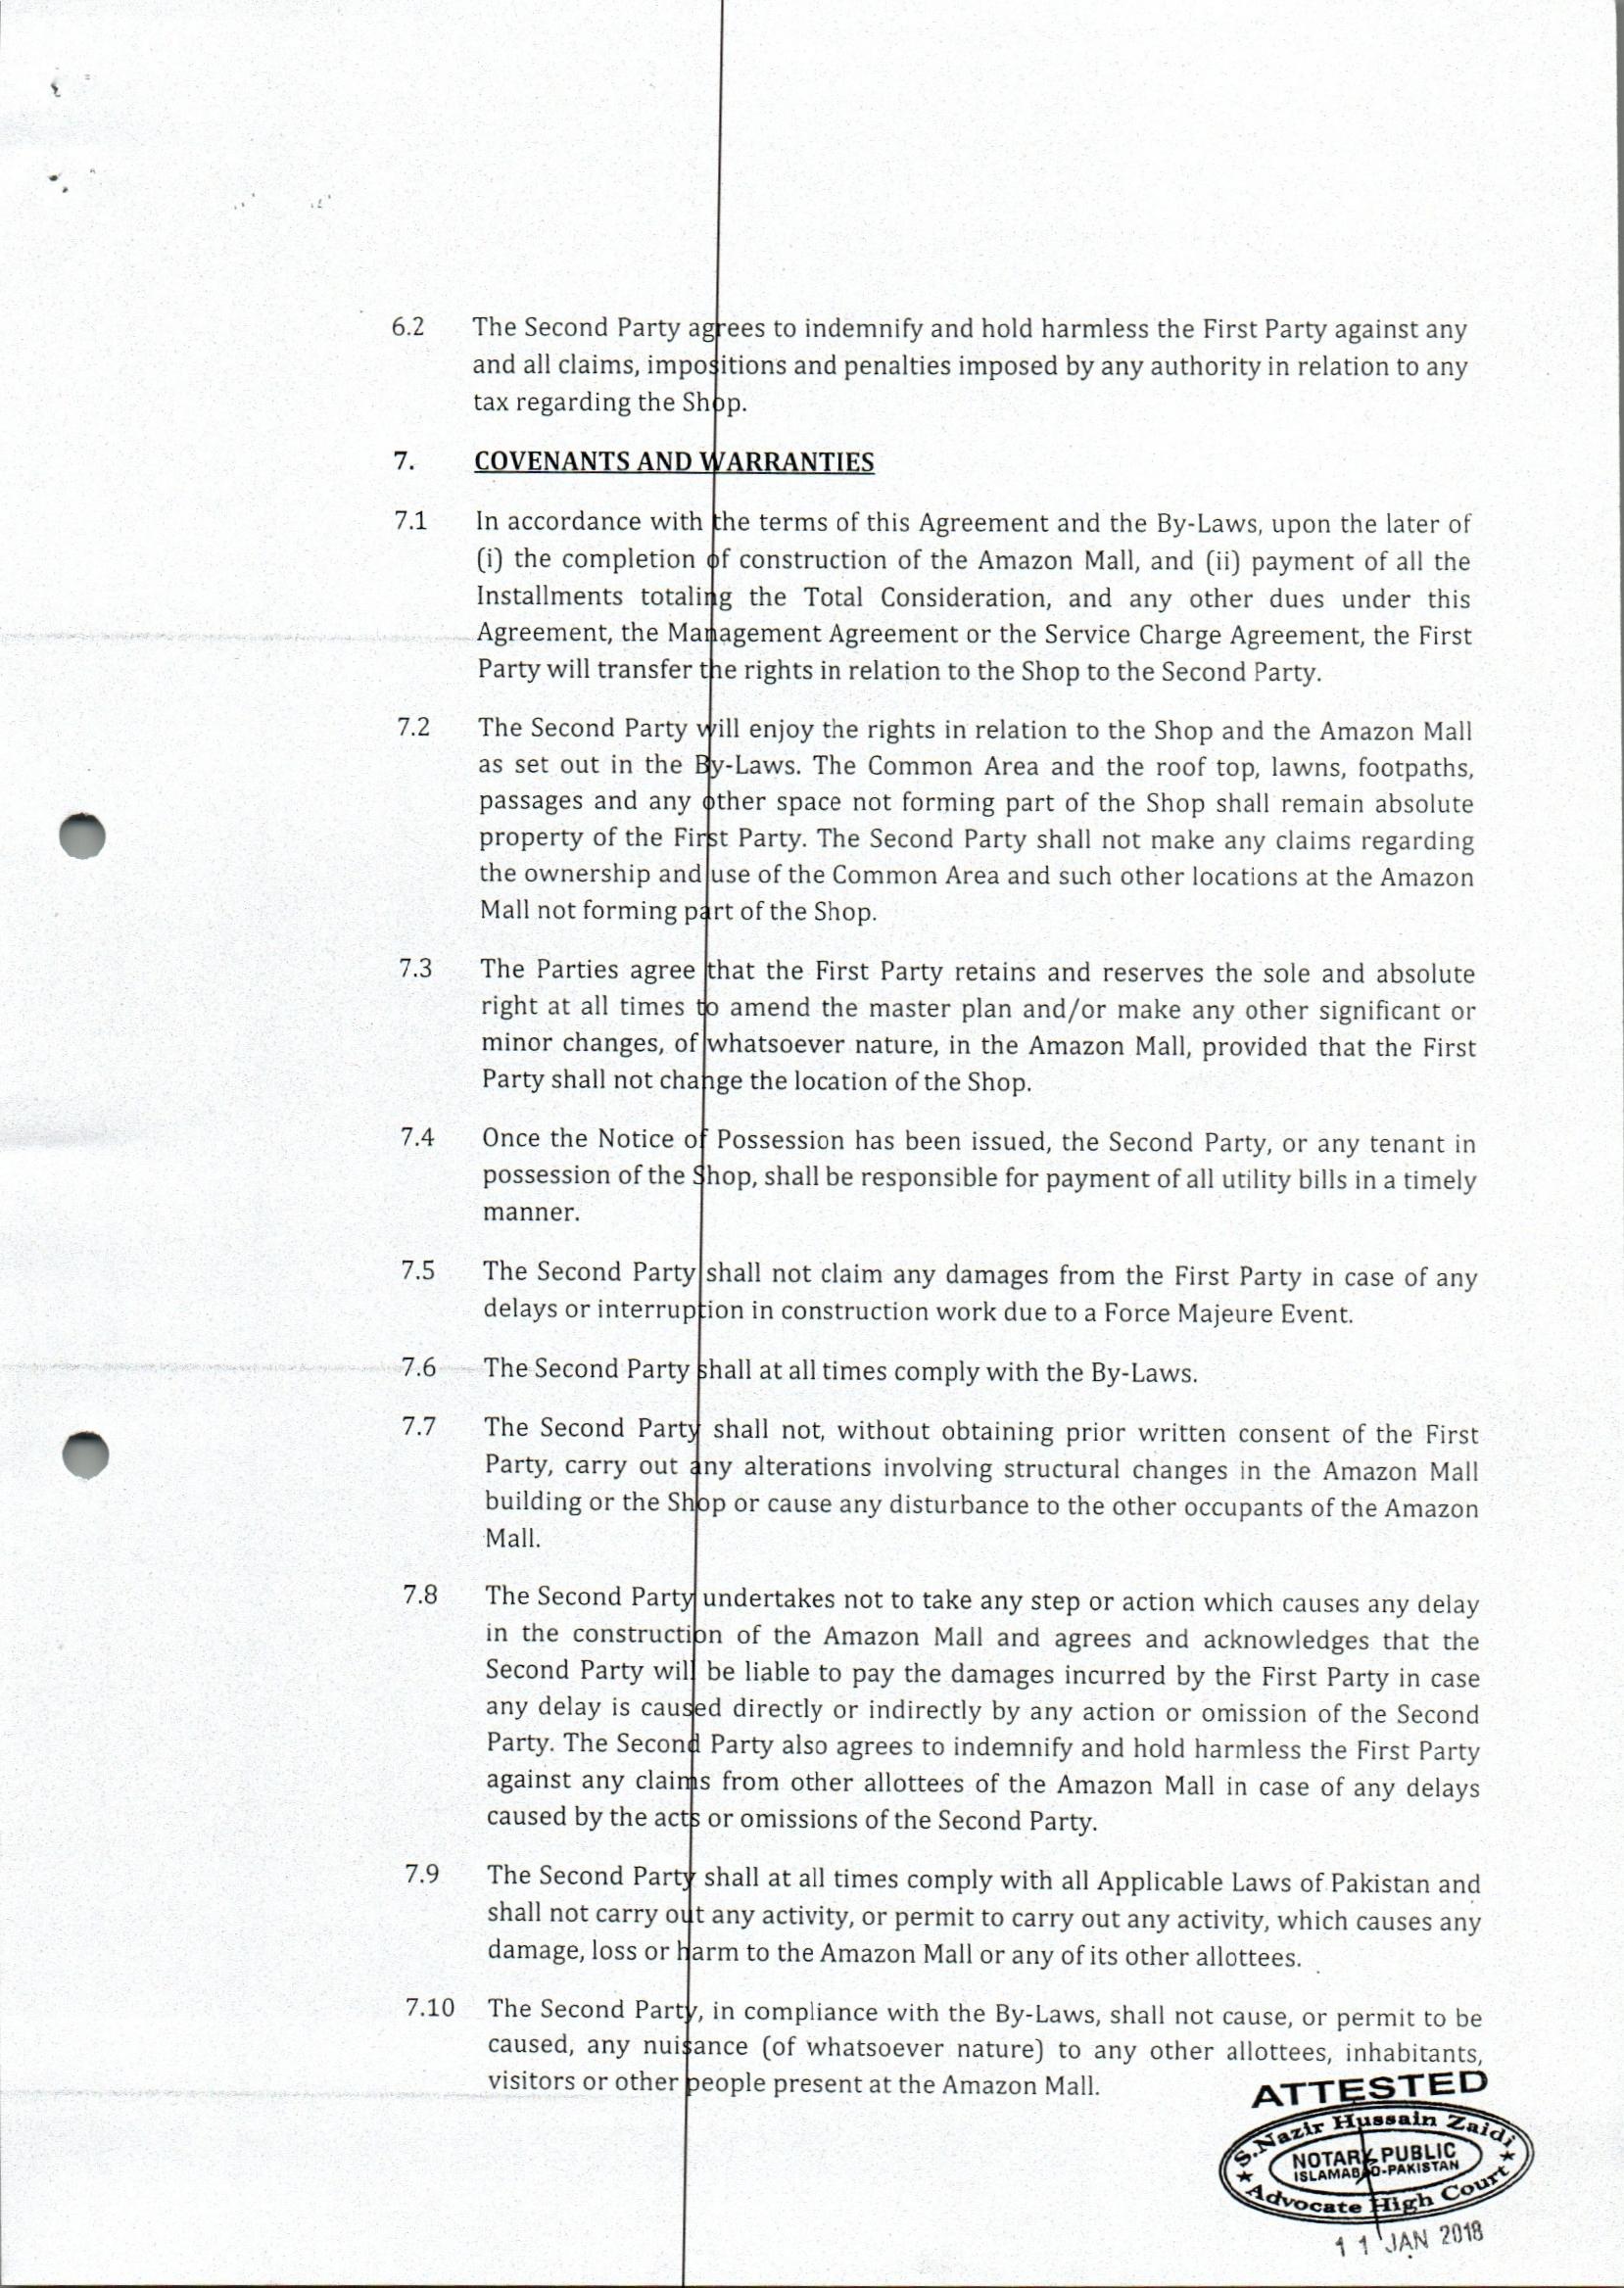 6.2 The Second Party agrees to indemnify and hold harmless the First Party against any
and all claims, impositions and penalties imposed by any authority in relation to any
tax regarding the Shop.
7. COVENANTS AND WARRANTIES
7.1 In accordance with the terms of this Agreement and the By-Laws, upon the later of
(i) the completion of construction of the Amazon Mall, and (ii) payment of all the
Installments totaling the Total Consideration, and any other dues under this
Agreement, the Management Agreement or the Service Charge Agreement, the First
Party will transfer the rights in relation to the Shop to the Second Party.
7.2 The Second Party will enjoy the rights in relation to the Shop and the Amazon Mall
as set out in the By-Laws. The Common Area and the roof top, lawns, footpaths,
passages and any other space not forming part of the Shop shall remain absolute
property of the First Party. The Second Party shall not make any claims regarding
the ownership and use of the Common Area and such other locations at the Amazon
Mall not forming part of the Shop.
7.3 The Parties agree that the First Party retains and reserves the sole and absolute
right at all times to amend the master plan and/or make any other significant or
minor changes, of whatsoever nature, in the Amazon Mall, provided that the First
Party shall not change the location of the Shop.
7.4 Once the Notice of Possession has been issued, the Second Party, or any tenant in
possession of the Shop, shall be responsible for payment of all utility bills in a timely
manner.
7.5 The Second Party shall not claim any damages from the First Party in case of any
delays or interruption in construction work due to a Force Majeure Event.
7.6 The Second Party shall at all times comply with the By-Laws.
7.7 The Second Party shall not, without obtaining prior written consent of the First
Party, carry out any alterations involving structural changes in the Amazon Mall
building or the Shop or cause any disturbance to the other occupants of the Amazon
Mall.
7.8 The Second Party undertakes not to take any step or action which causes any delay
in the construction of the Amazon Mall and agrees and acknowledges that the
Second Party will be liable to pay the damages incurred by the First Party in case
any delay is caused directly or indirectly by any action or omission of the Second
Party. The Second Party also agrees to indemnify and hold harmless the First Party
against any claims from other allottees of the Amazon Mall in case of any delays
caused by the acts or omissions of the Second Party.
7.9 The Second Party shall at all times comply with all Applicable Laws of Pakistan and
shall not carry out any activity, or permit to carry out any activity, which causes any
damage, loss or harm to the Amazon Mall or any of its other allottees.
7.10 The Second Party, in compliance with the By-Laws, shall not cause, or permit to be
caused, any nuisance (of whatsoever nature) to any other allottees, inhabitants,
visitors or other people present at the Amazon Mall.
ATTESTED
S.Nazir Hussain Zaidi
NOTARY PUBLIC
ISLAMABAD-PAKISTAN
Advocate High Court
11 JAN 2018